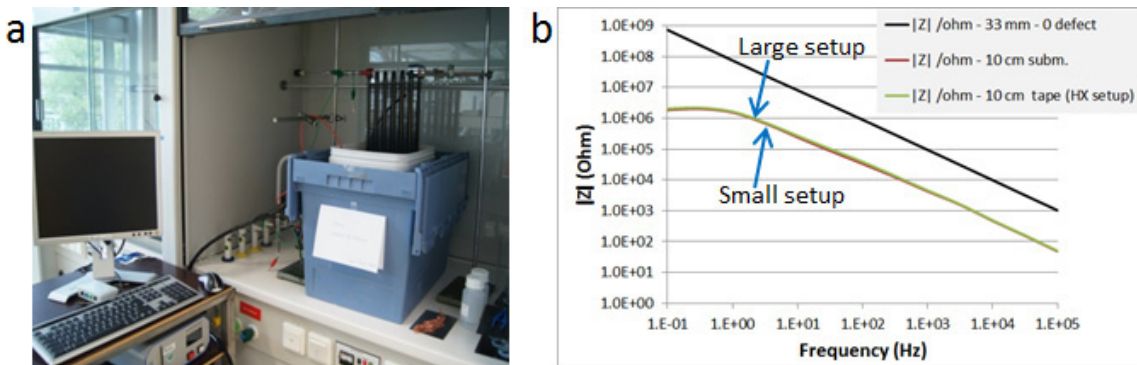 a
b
|Z| (Ohm)
1.0E+09
1.0E+08
1.0E+07
1.0E+06
1.0E+05
1.0E+04
1.0E+03
1.0E+02
1.0E+01
1.0E+00
Large setup
Small setup
|Z| /ohm - 33 mm - 0 defect
|Z| /ohm - 10 cm subm.
|Z| /ohm - 10 cm tape (HX setup)
1.E-01 1.E+00 1.E+01 1.E+02 1.E+03 1.E+04 1.E+05
Frequency (Hz)